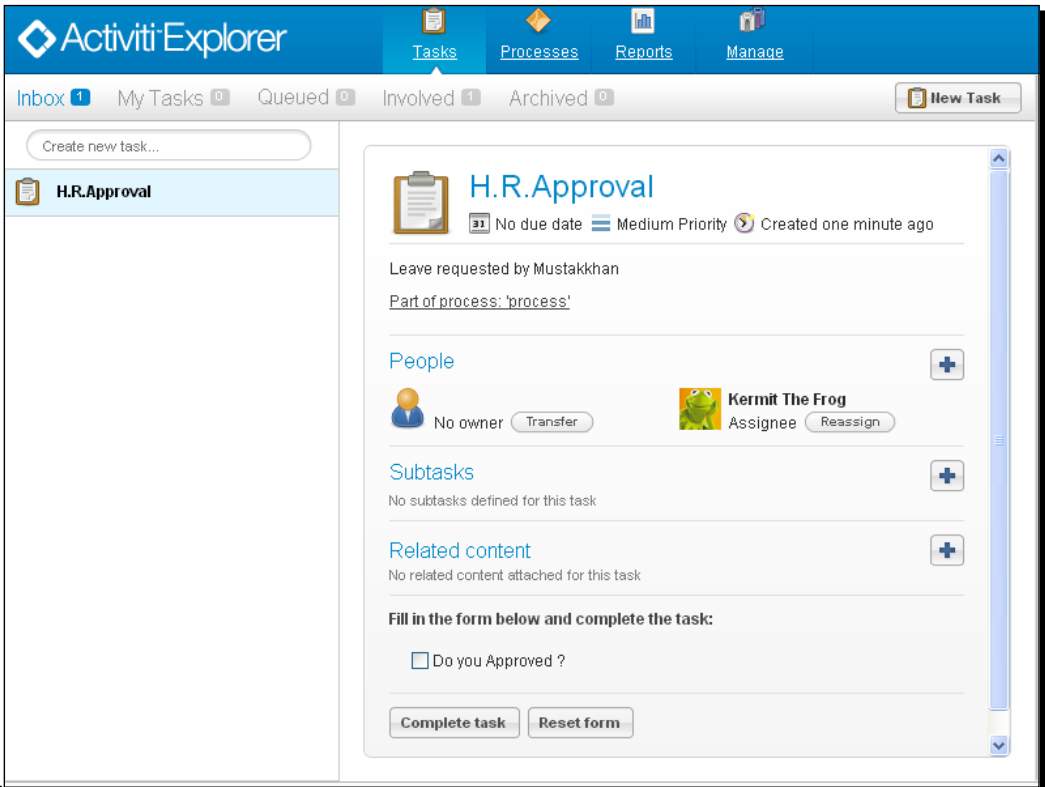 Activiti Explorer
Tasks Processes Reports Manage
Inbox 1 My Tasks 0 Queued 0 Involved 1 Archived 0 New Task
Create new task...
H.R.Approval
H.R.Approval
31 No due date Medium Priority Created one minute ago
Leave requested by Mustakkhan
Part of process: 'process'
People
No owner Transfer
Kermit The Frog
Assignee Reassign
Subtasks
No subtasks defined for this task
Related content
No related content attached for this task
Fill in the form below and complete the task:
Do you Approved ?
Complete task Reset form